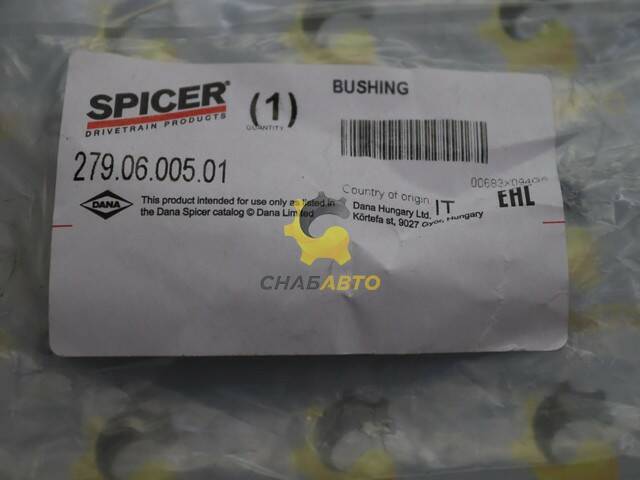 SPICER®
DRIVETRAIN PRODUCTS
(1)
QUANTITY
BUSHING
279.06.005.01
DANA
This product intended for use only as listed in
the Dana Spicer catalog © Dana Limited
Country of origin IT
Dana Hungary Ltd.
Körtefa st, 9027 Gyor, Hungary
EHL
СНАБАВТО